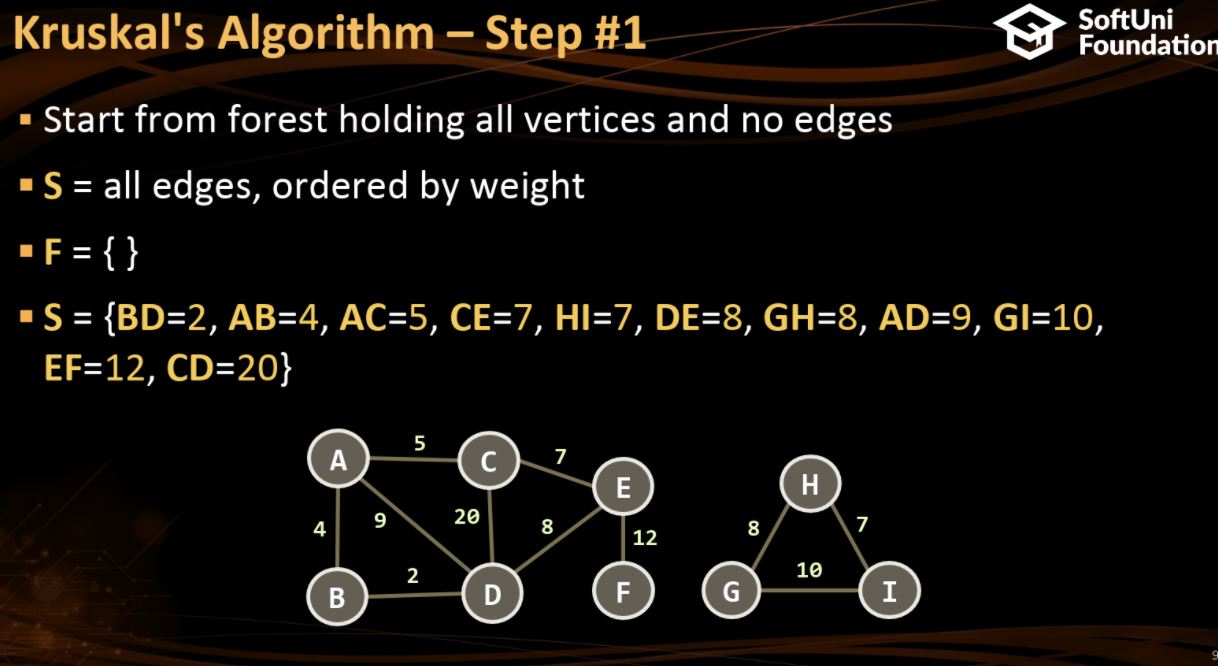 Kruskal's Algorithm – Step #1
SoftUni
Foundation
▪ Start from forest holding all vertices and no edges
▪ S = all edges, ordered by weight
▪ F = { }
▪ S = {BD=2, AB=4, AC=5, CE=7, HI=7, DE=8, GH=8, AD=9, GI=10,
EF=12, CD=20}
A 5 C 7 E H
4 9 20 8 12 8 7
B 2 D F G 10 I
9